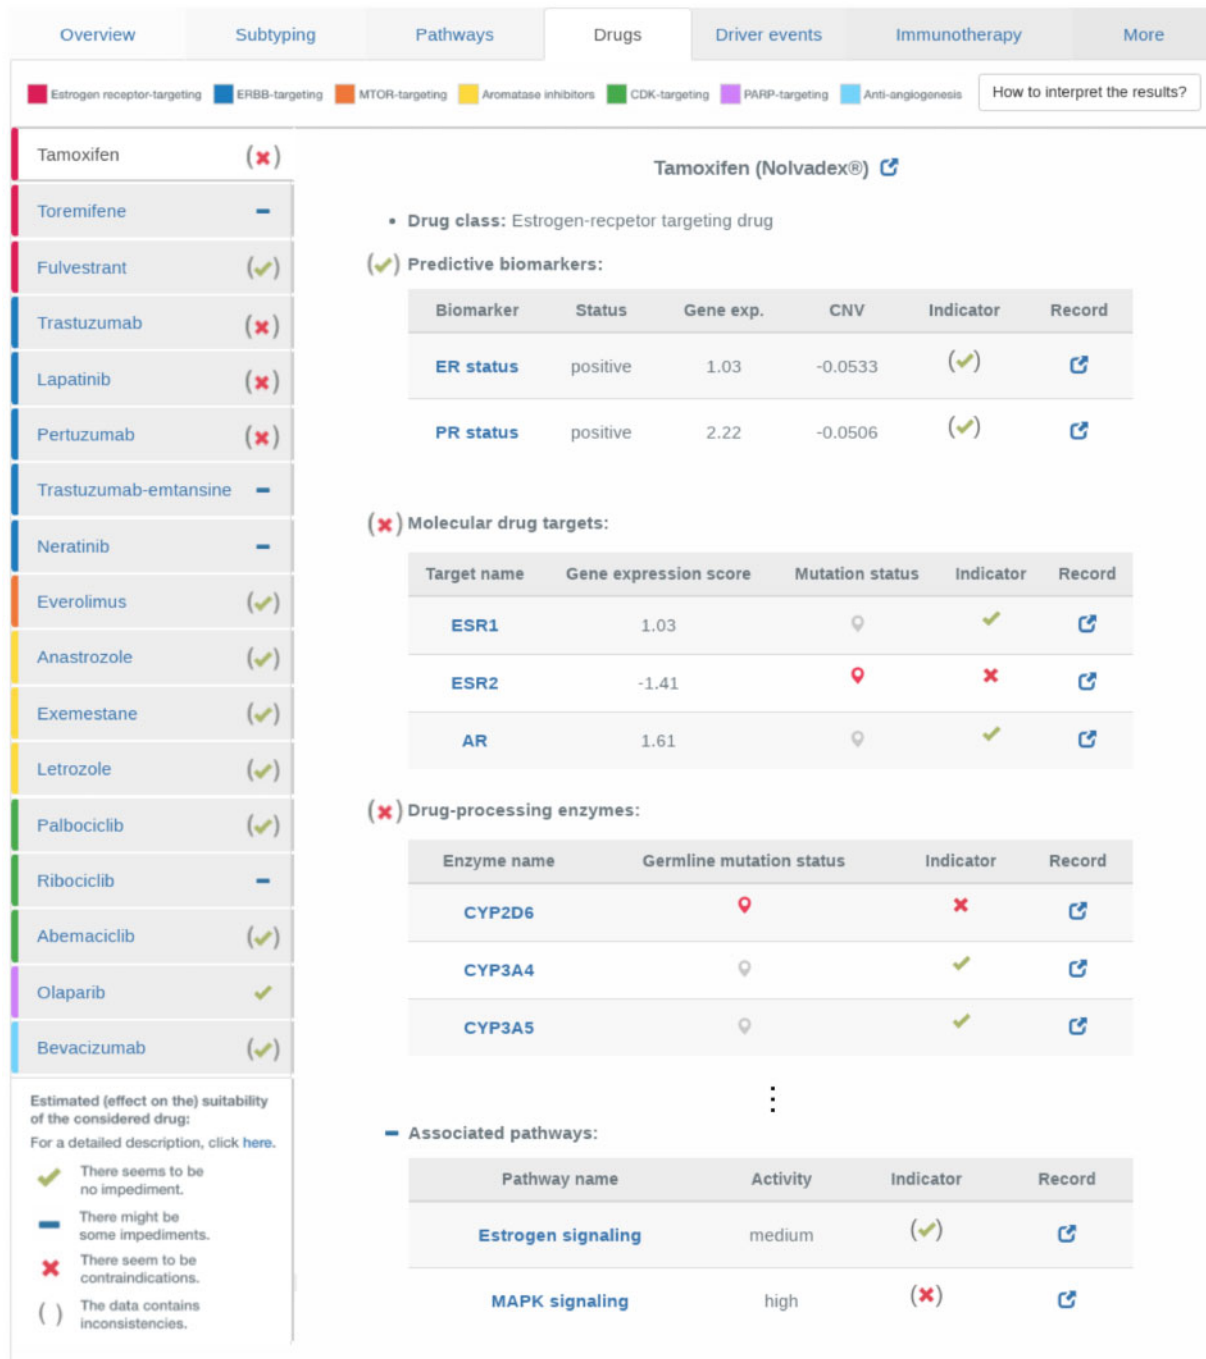 Overview Subtyping Pathways Drugs Driver events Immunotherapy More
Estrogen receptor-targeting ERBB-targeting MTOR-targeting Aromatase inhibitors CDK-targeting PARP-targeting Anti-angiogenesis How to interpret the results?
Tamoxifen
Toremifene
Fulvestrant
Trastuzumab
Lapatinib
Pertuzumab
Trastuzumab-emtansine
Neratinib
Everolimus
Anastrozole
Exemestane
Letrozole
Palbociclib
Ribociclib
Abemaciclib
Olaparib
Bevacizumab
Estimated (effect on the) suitability
of the considered drug:
For a detailed description, click here.
There seems to be
no impediment.
There might be
some impediments.
There seem to be
contraindications.
( ) The data contains
inconsistencies.
Tamoxifen (Nolvadex®)
• Drug class: Estrogen-recpetor targeting drug
Predictive biomarkers:
Biomarker Status Gene exp. CNV Indicator Record
ER status positive 1.03 -0.0533
PR status positive 2.22 -0.0506
Molecular drug targets:
Target name Gene expression score Mutation status Indicator Record
ESR1 1.03
ESR2 -1.41
AR 1.61
Drug-processing enzymes:
Enzyme name Germline mutation status Indicator Record
CYP2D6
CYP3A4
CYP3A5
⋮
Associated pathways:
Pathway name Activity Indicator Record
Estrogen signaling medium
MAPK signaling high